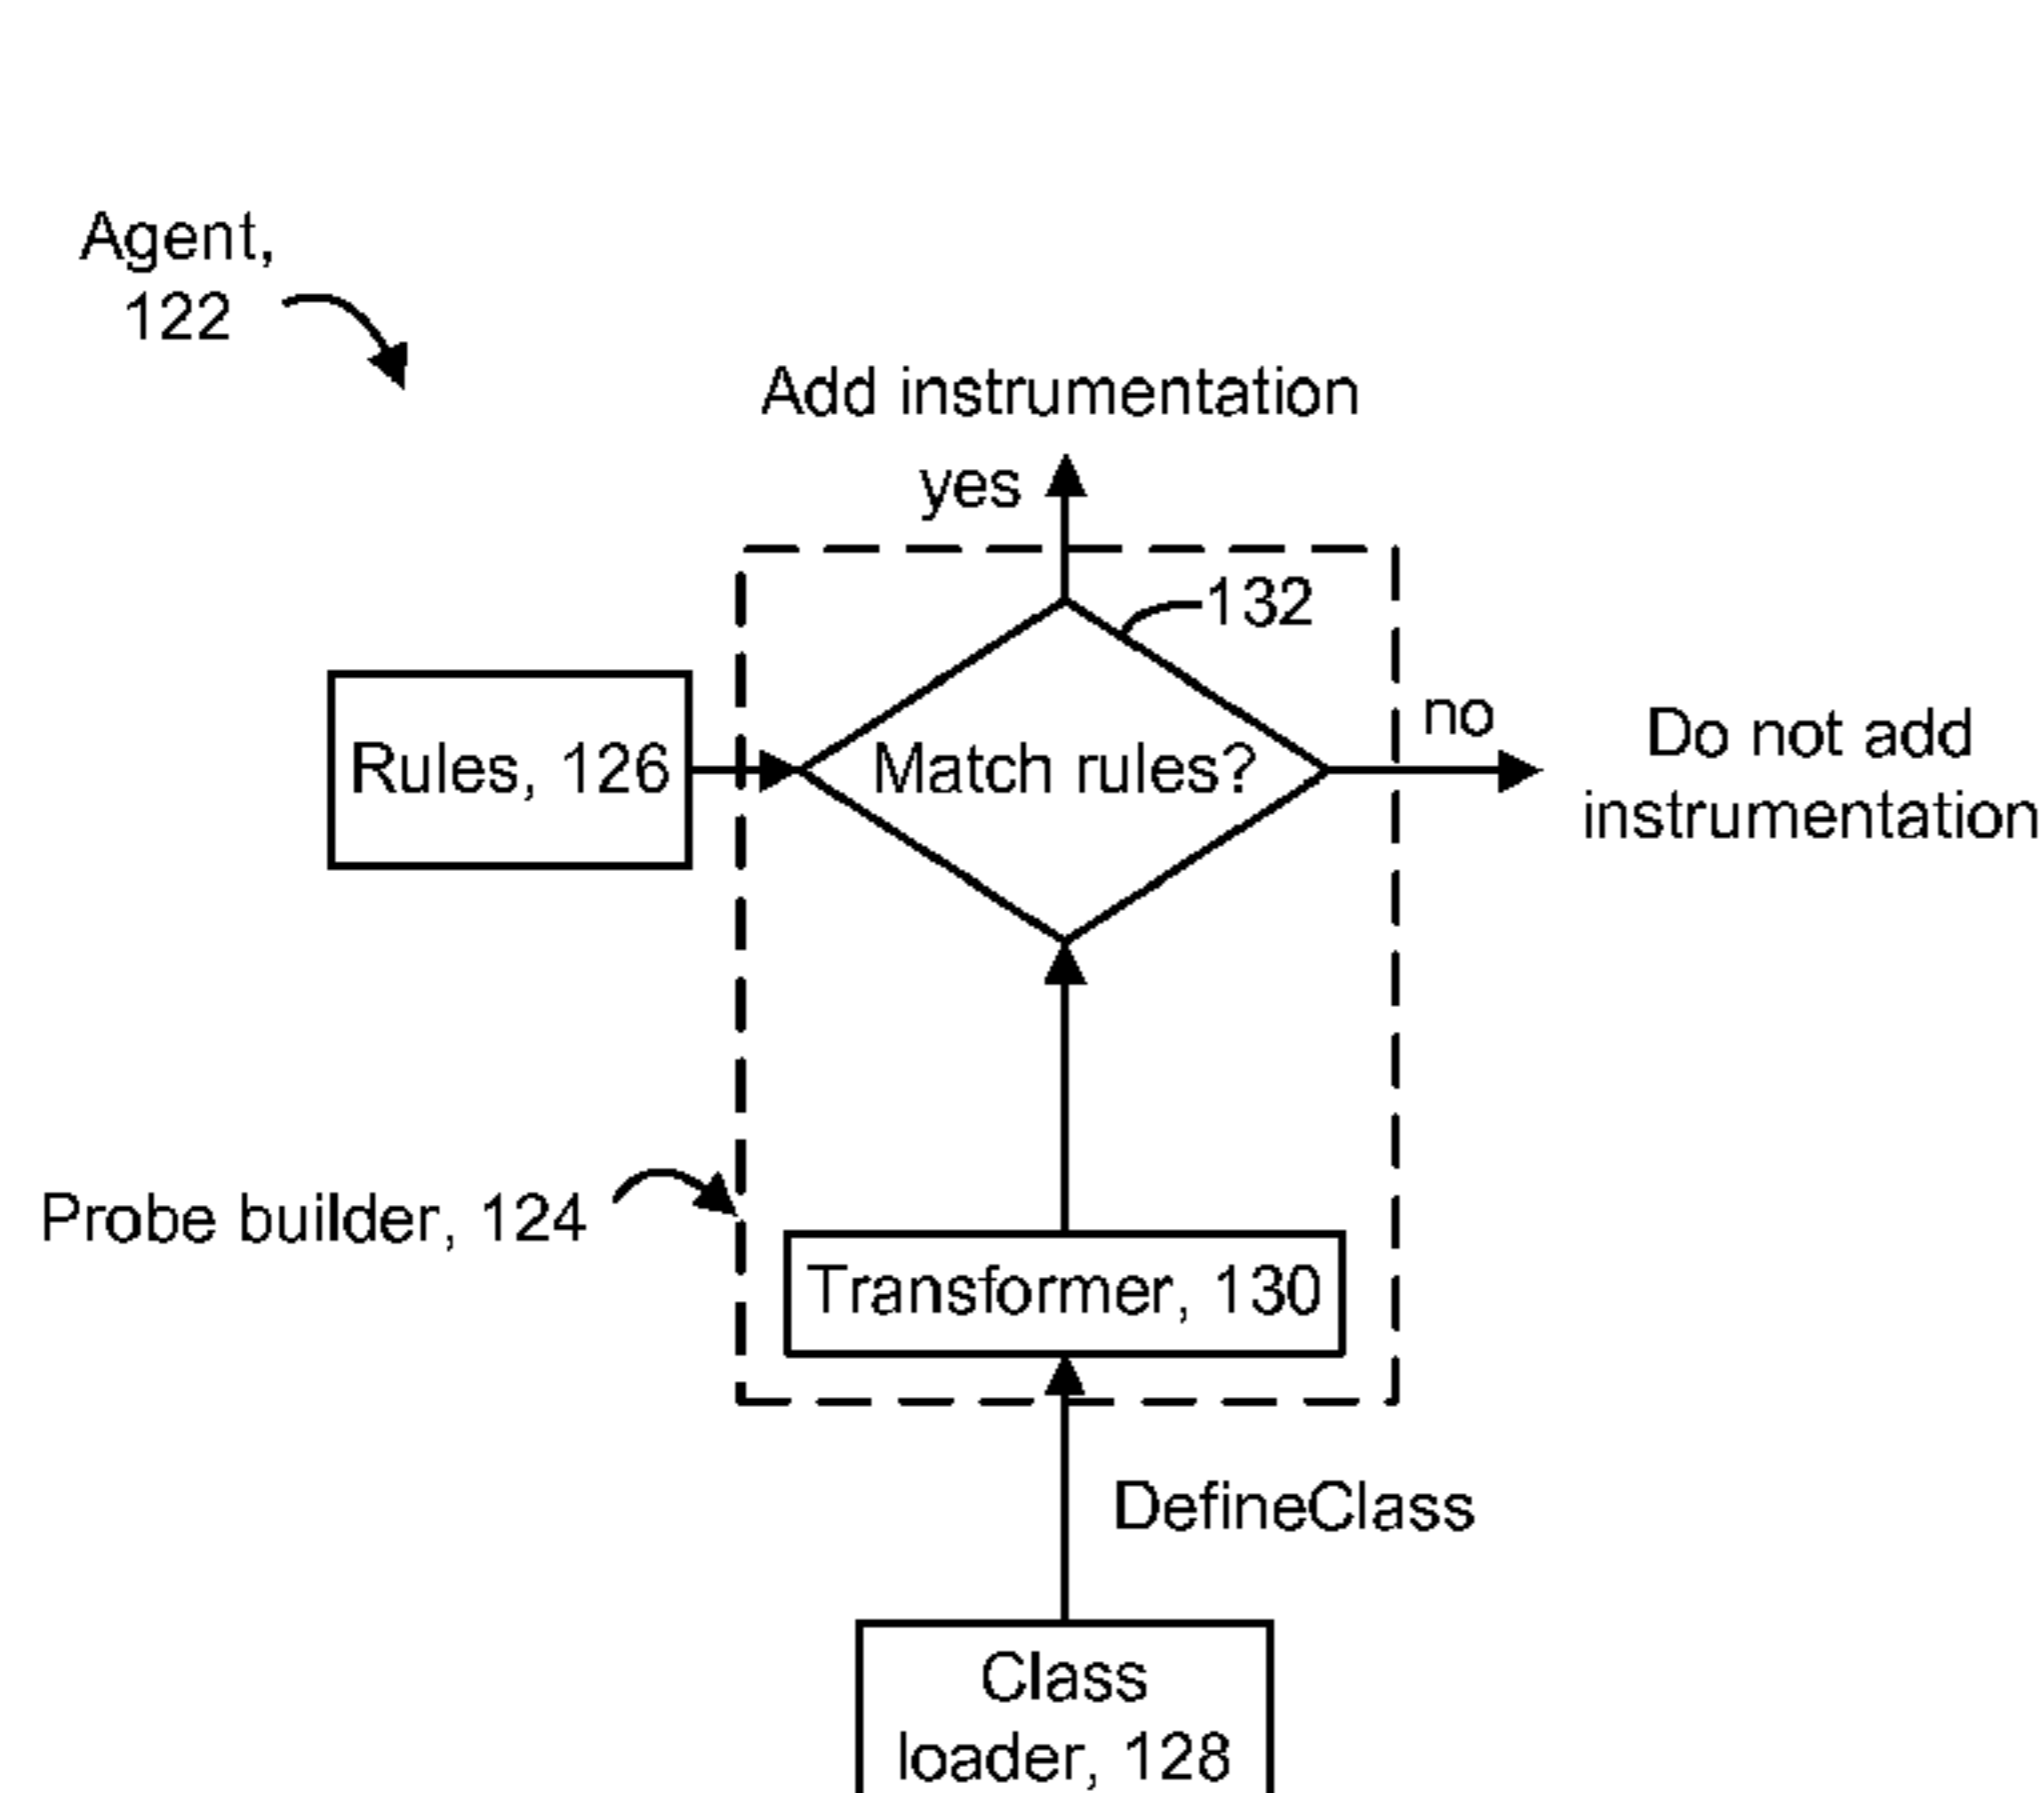 Agent,
122
Add instrumentation
yes
132
Rules, 126
Match rules?
no
Do not add
instrumentation
Probe builder, 124
Transformer, 130
DefineClass
Class
loader, 128